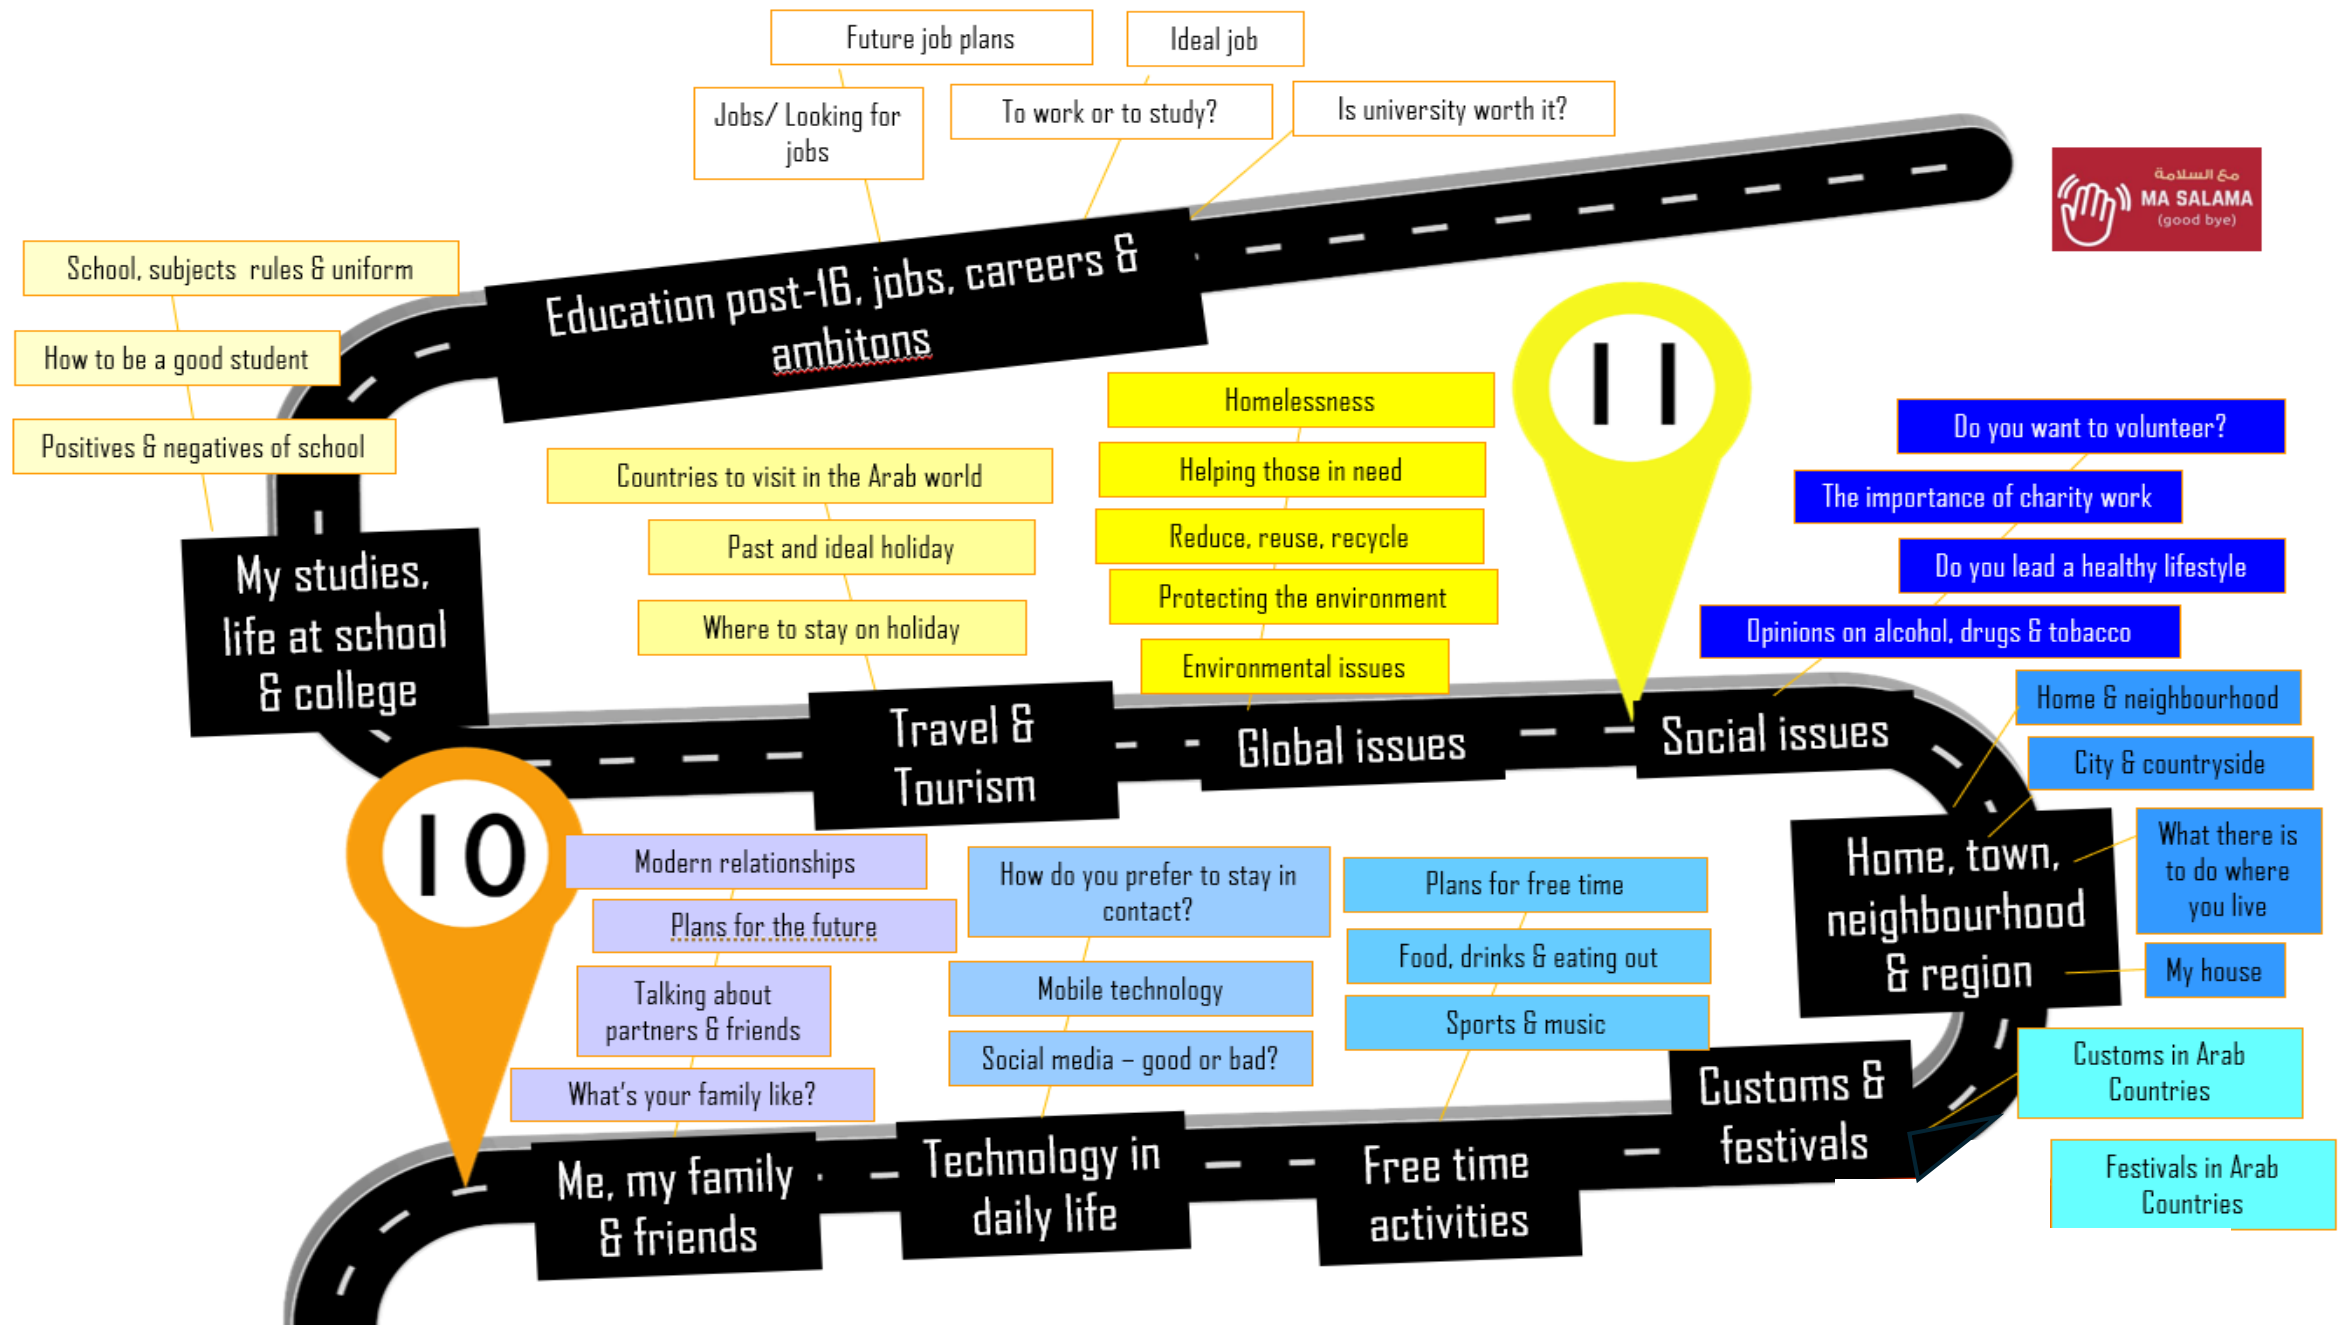 Future job plans
Ideal job
Jobs/ Looking for
jobs
To work or to study?
Is university worth it?
مع السلامة
MA SALAMA
(good bye)
School, subjects  rules & uniform
How to be a good student
Positives & negatives of school
Education post-16, jobs, careers &
ambitons
11
Homelessness
Helping those in need
Reduce, reuse, recycle
Protecting the environment
Environmental issues
Do you want to volunteer?
The importance of charity work
Do you lead a healthy lifestyle
Opinions on alcohol, drugs & tobacco
Countries to visit in the Arab world
Past and ideal holiday
Where to stay on holiday
My studies,
life at school
& college
Travel &
Tourism
Global issues
Social issues
Home & neighbourhood
City & countryside
What there is
to do where
you live
My house
Home, town,
neighbourhood
& region
10
Modern relationships
Plans for the future
Talking about
partners & friends
What's your family like?
How do you prefer to stay in
contact?
Mobile technology
Social media – good or bad?
Plans for free time
Food, drinks & eating out
Sports & music
Customs in Arab
Countries
Festivals in Arab
Countries
Me, my family
& friends
Technology in
daily life
Free time
activities
Customs &
festivals